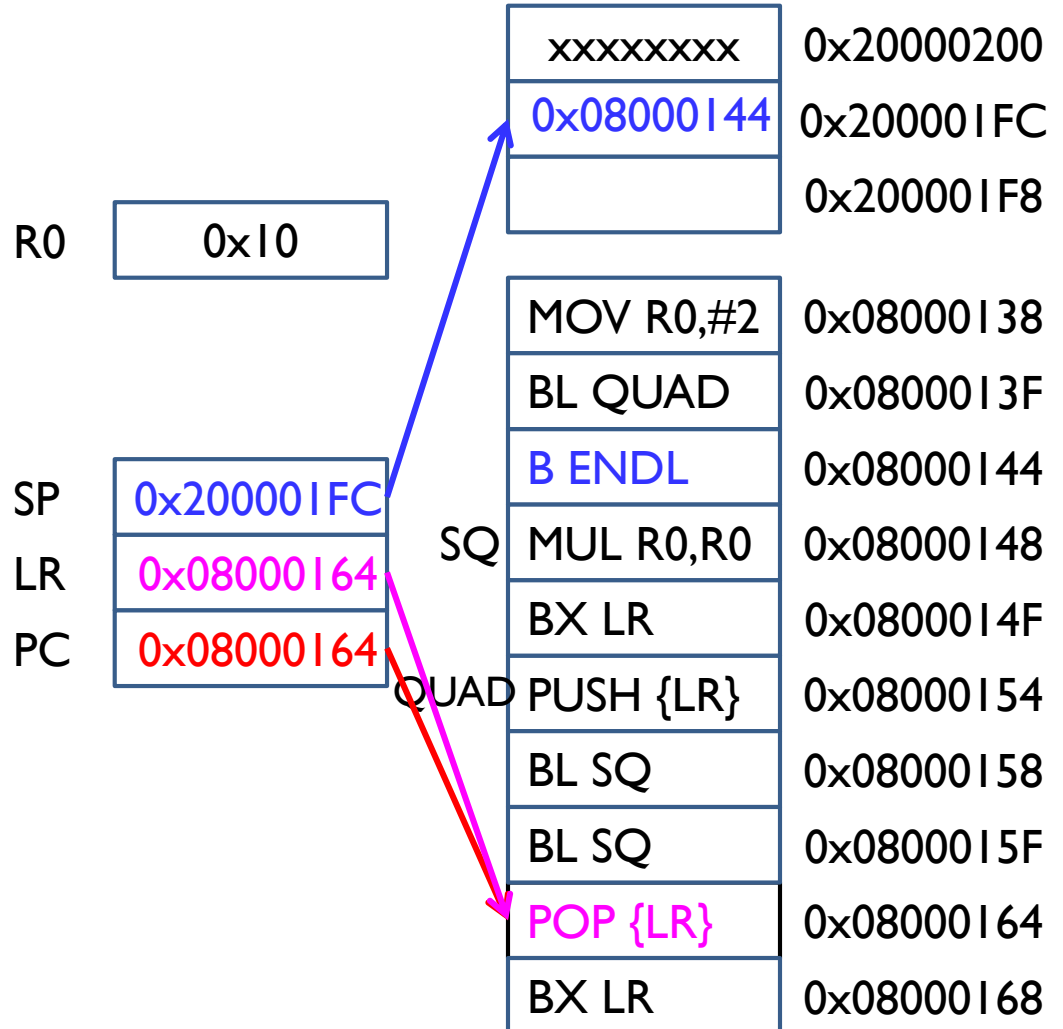 xxxxxxxx 0x20000200
0x08000144 0x200001FC
0x200001F8
R0 0x10
MOV R0,#2 0x08000138
BL QUAD 0x0800013F
B ENDL 0x08000144
SP 0x200001FC
SQ MUL R0,R0 0x08000148
LR 0x08000164
BX LR 0x0800014F
PC 0x08000164
QUAD PUSH {LR} 0x08000154
BL SQ 0x08000158
BL SQ 0x0800015F
POP {LR} 0x08000164
BX LR 0x08000168